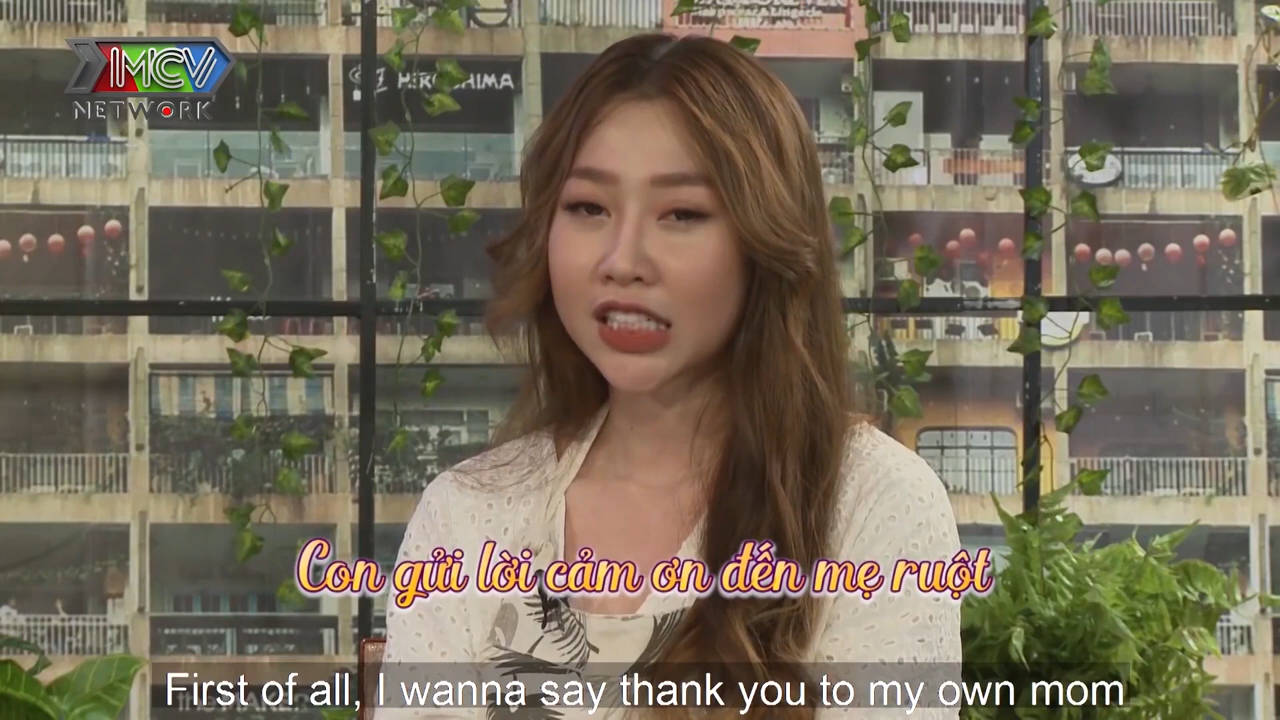 MCV
NETWORK
HIROSHIMA
Con gửi lời cảm ơn đến mẹ ruột
First of all, I wanna say thank you to my own mom